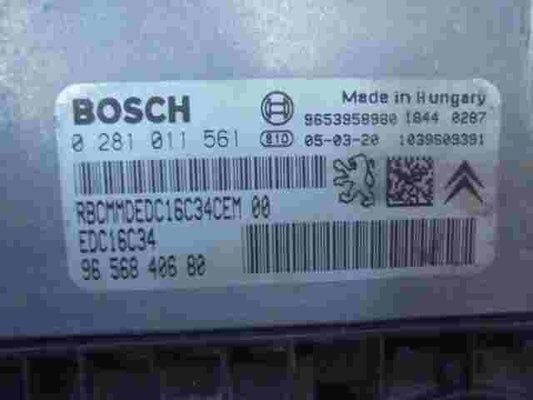 BOSCH
Made in Hungary
9653958980 1844 0287
0 281 011 561 810 05-03-20 1039S09391
RBCMMDEDC16C34CEM 00
EDC16C34
96 568 406 80